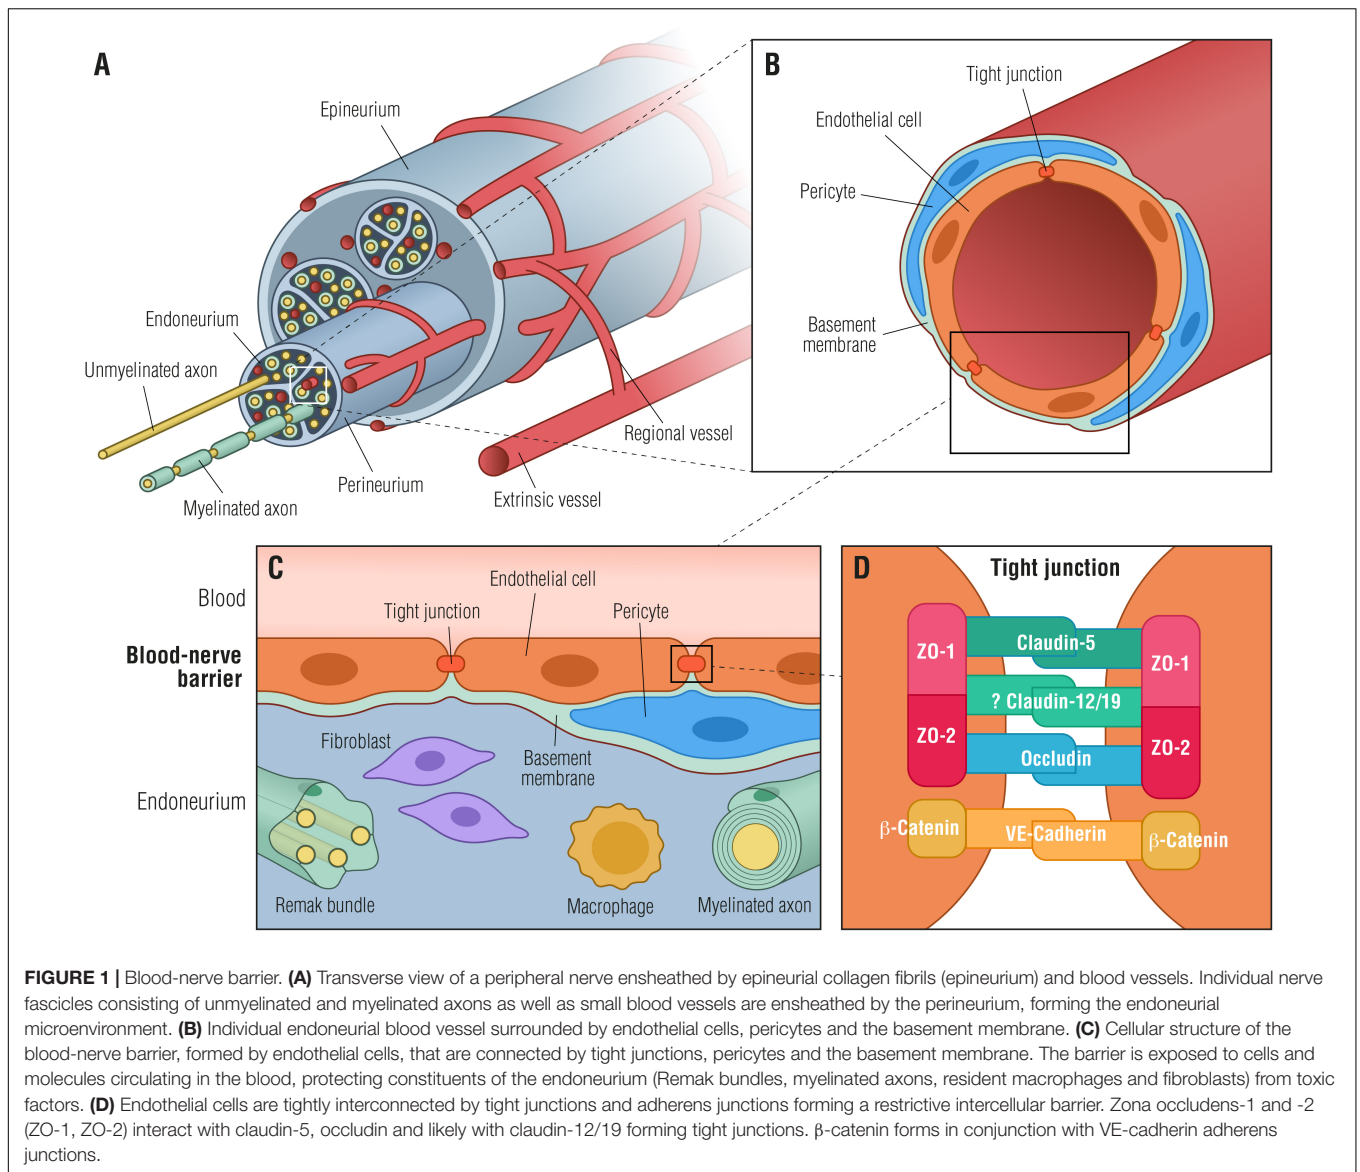 A
Epineurium
Endoneurium
Unmyelinated axon
Myelinated axon
Perineurium
Regional vessel
Extrinsic vessel
B
Tight junction
Endothelial cell
Pericyte
Basement
membrane
C
Blood
Blood-nerve
barrier
Endoneurium
Endothelial cell
Tight junction
Pericyte
Fibroblast
Basement
membrane
Remak bundle
Macrophage
Myelinated axon
D
Tight junction
ZO-1
Claudin-5
ZO-1
? Claudin-12/19
ZO-2
Occludin
ZO-2
β-Catenin
VE-Cadherin
β-Catenin
FIGURE 1 | Blood-nerve barrier. (A) Transverse view of a peripheral nerve ensheathed by epineurial collagen fibrils (epineurium) and blood vessels. Individual nerve
fascicles consisting of unmyelinated and myelinated axons as well as small blood vessels are ensheathed by the perineurium, forming the endoneurial
microenvironment. (B) Individual endoneurial blood vessel surrounded by endothelial cells, pericytes and the basement membrane. (C) Cellular structure of the
blood-nerve barrier, formed by endothelial cells, that are connected by tight junctions, pericytes and the basement membrane. The barrier is exposed to cells and
molecules circulating in the blood, protecting constituents of the endoneurium (Remak bundles, myelinated axons, resident macrophages and fibroblasts) from toxic
factors. (D) Endothelial cells are tightly interconnected by tight junctions and adherens junctions forming a restrictive intercellular barrier. Zona occludens-1 and -2
(ZO-1, ZO-2) interact with claudin-5, occludin and likely with claudin-12/19 forming tight junctions. β-catenin forms in conjunction with VE-cadherin adherens
junctions.